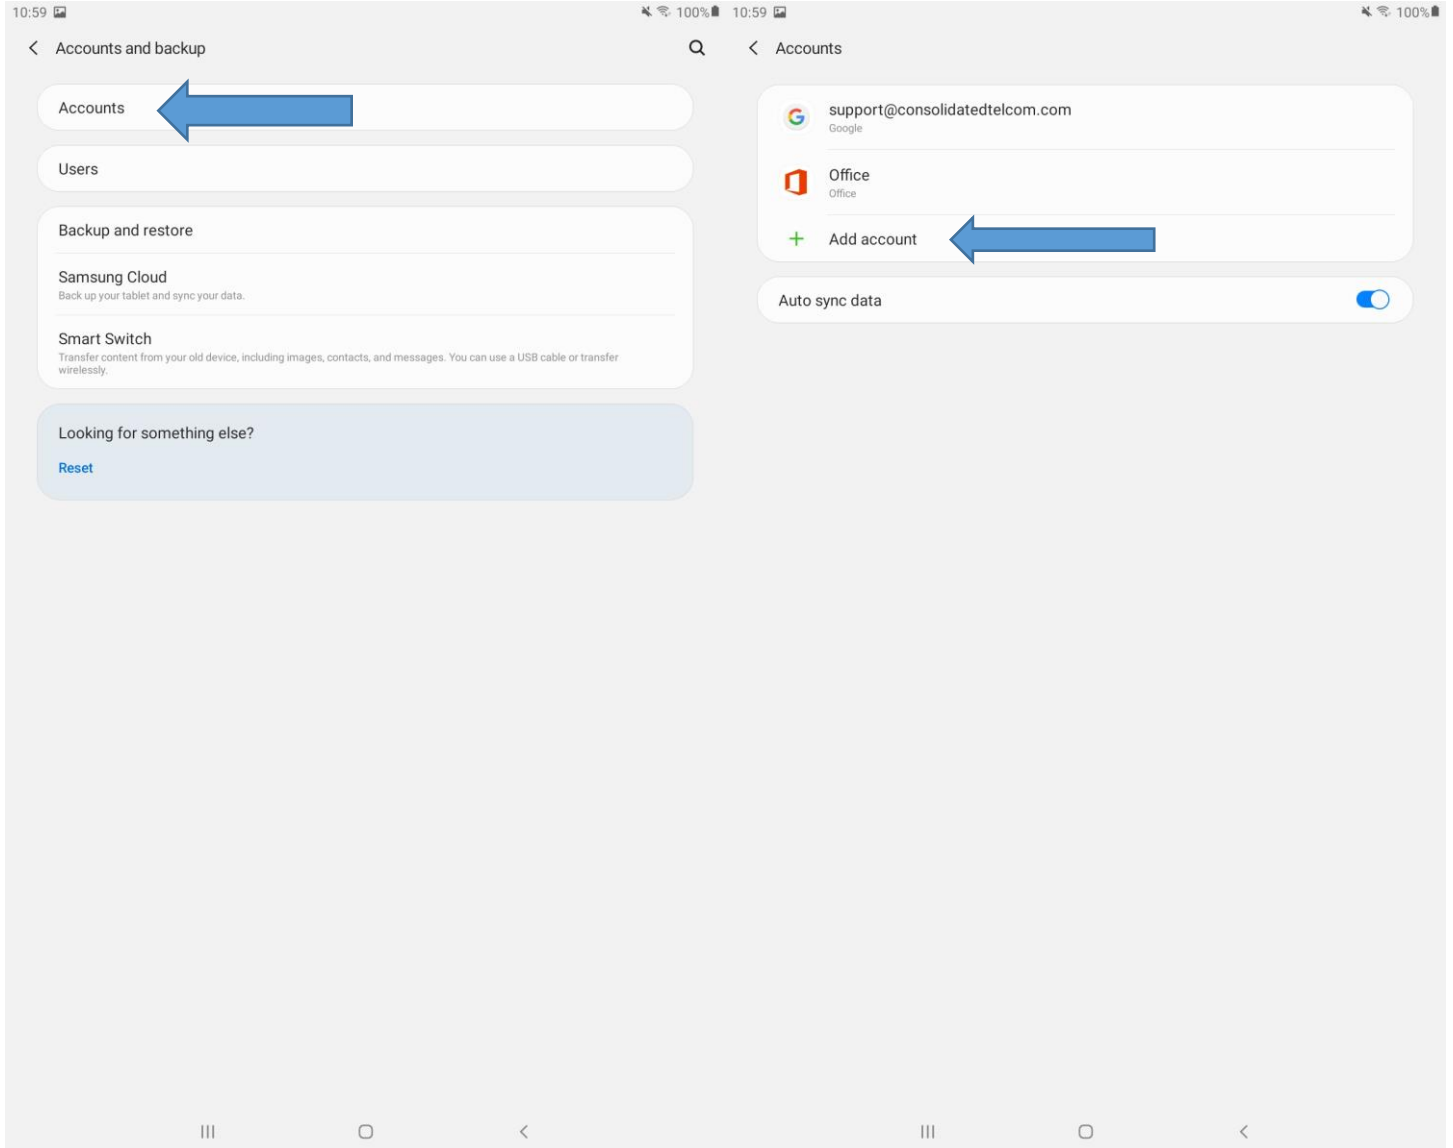 10:59
100%
Accounts and backup
Accounts
Users
Backup and restore
Samsung Cloud
Back up your tablet and sync your data.
Smart Switch
Transfer content from your old device, including images, contacts, and messages. You can use a USB cable or transfer
wirelessly.
Looking for something else?
Reset
10:59
100%
Accounts
support@consolidatedtelcom.com
Google
Office
Office
Add account
Auto sync data